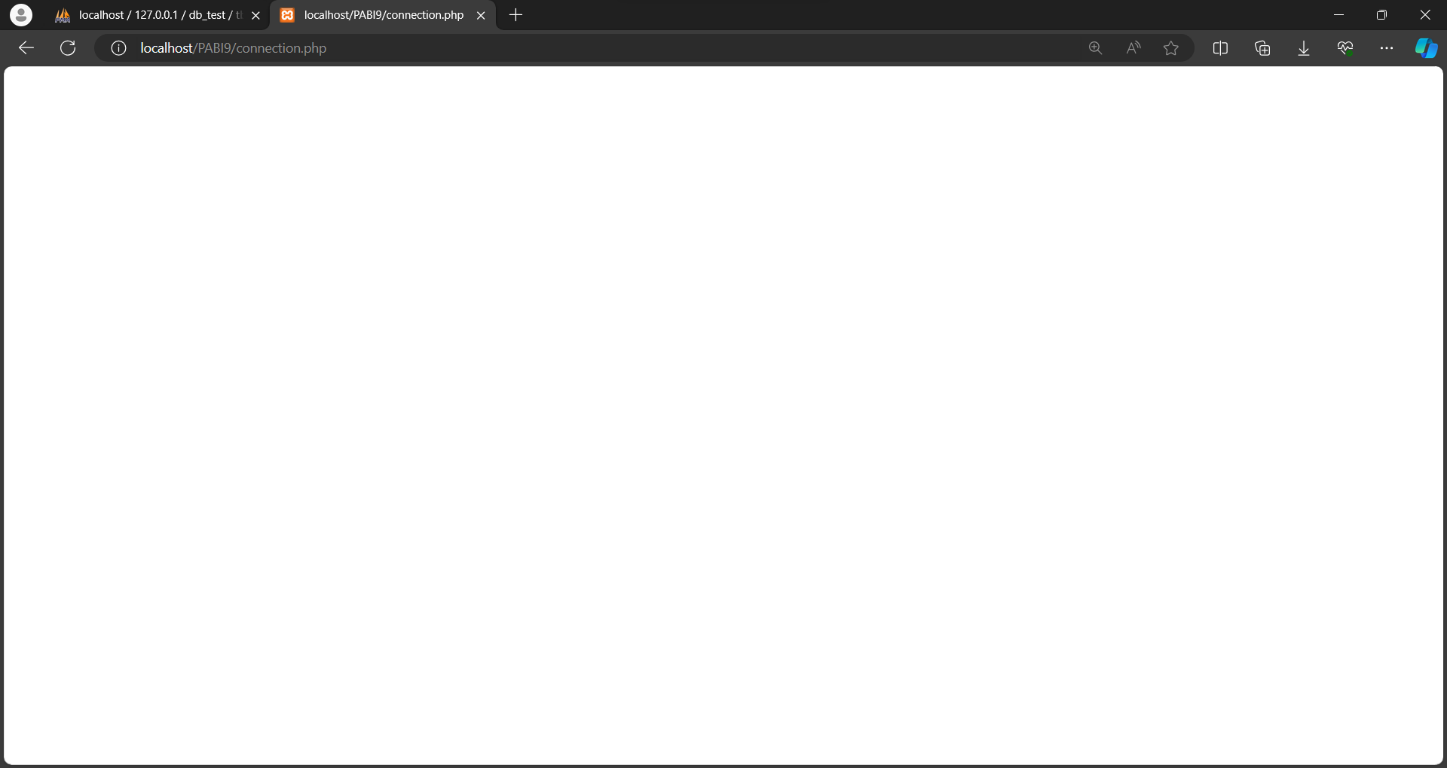 localhost / 127.0.0.1 / db_test /
localhost/PABI9/connection.php
localhost/PABI9/connection.php